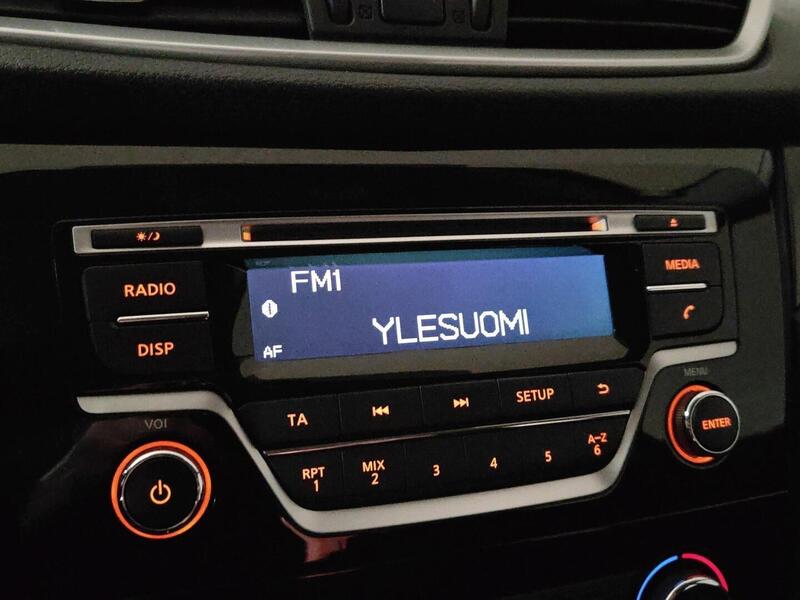 FM1
YLESUOMI
AF
RADIO
DISP
MEDIA
TA
SETUP
RPT
1
MIX
2
3
4
5
A-Z
6
VOL
MENU
ENTER